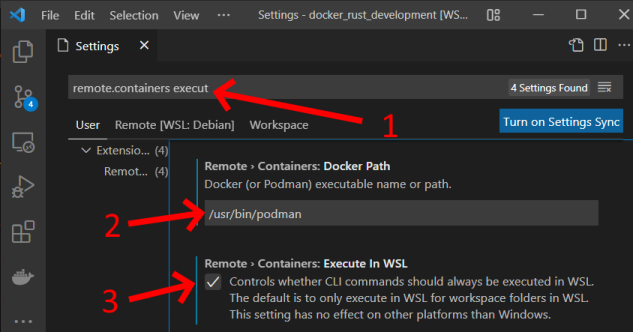 File Edit Selection View ... Settings - docker_rust_development [WS...
Settings
remote.containers execut
4 Settings Found
1
User Remote [WSL: Debian] Workspace
Turn on Settings Sync
Extensio... (4)
Remot... (4)
Remote › Containers: Docker Path
Docker (or Podman) executable name or path.
2
/usr/bin/podman
Remote › Containers: Execute In WSL
3
Controls whether CLI commands should always be executed in WSL.
The default is to only execute in WSL for workspace folders in WSL.
This setting has no effect on other platforms than Windows.
4